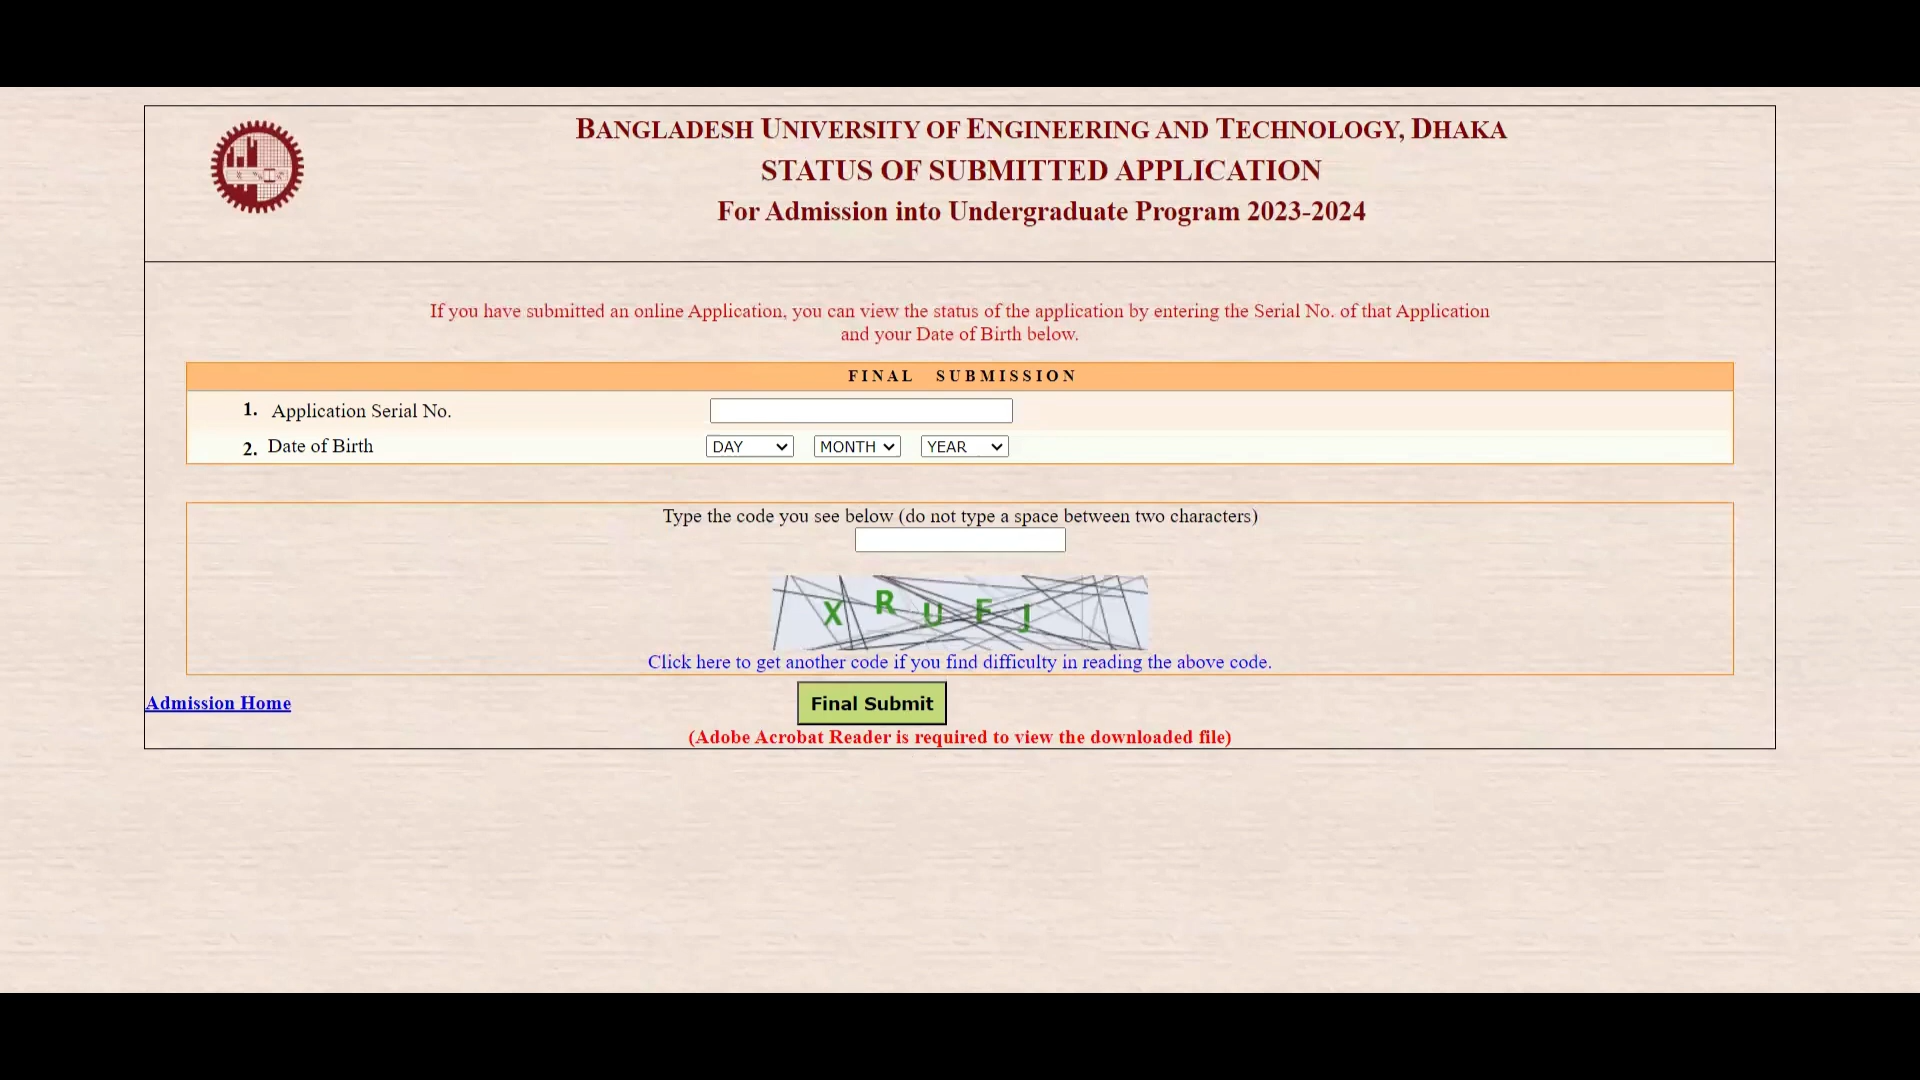 BANGLADESH UNIVERSITY OF ENGINEERING AND TECHNOLOGY, DHAKA
STATUS OF SUBMITTED APPLICATION
For Admission into Undergraduate Program 2023-2024
If you have submitted an online Application, you can view the status of the application by entering the Serial No. of that Application
and your Date of Birth below.
FINAL SUBMISSION
1. Application Serial No.
2. Date of Birth DAY MONTH YEAR
Type the code you see below (do not type a space between two characters)
X R U F J
Click here to get another code if you find difficulty in reading the above code.
Admission Home Final Submit
(Adobe Acrobat Reader is required to view the downloaded file)